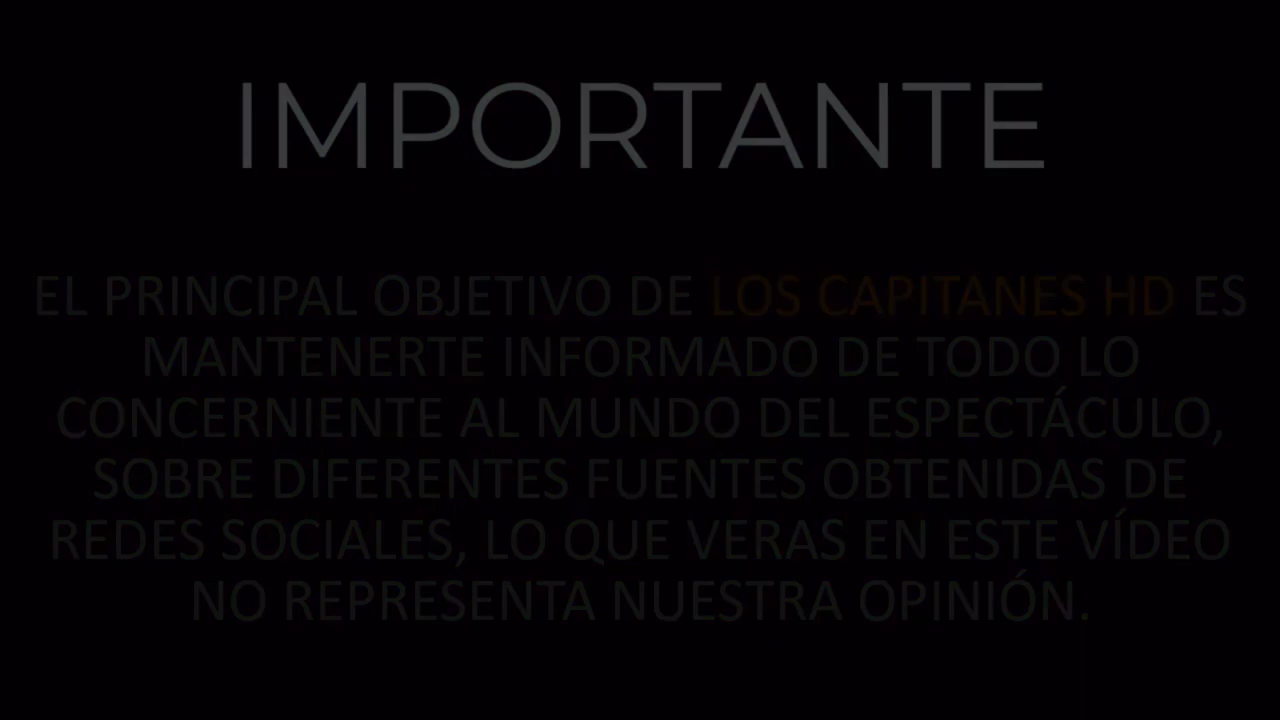 IMPORTANTE
EL PRINCIPAL OBJETIVO DE LOS CAPITANES HD ES
MANTENERTE INFORMADO DE TODO LO
CONCERNIENTE AL MUNDO DEL ESPECTÁCULO,
SOBRE DIFERENTES FUENTES OBTENIDAS DE
REDES SOCIALES, LO QUE VERAS EN ESTE VÍDEO
NO REPRESENTA NUESTRA OPINIÓN.